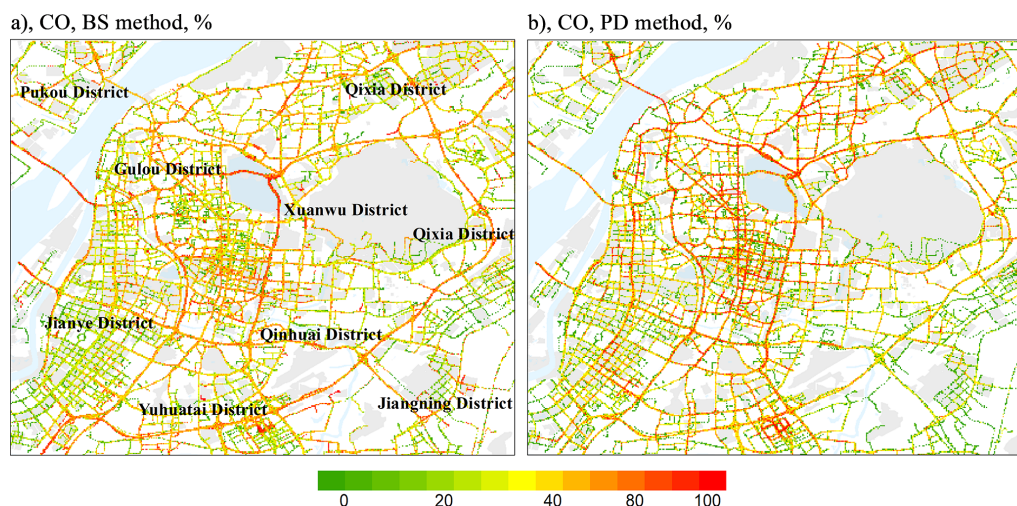 a), CO, BS method, %
b), CO, PD method, %
Pukou District
Qixia District
Gulou District
Xuanwu District
Qixia District
Jianye District
Qinhuai District
Yuhuatai District
Jiangning District
0 20 40 80 100